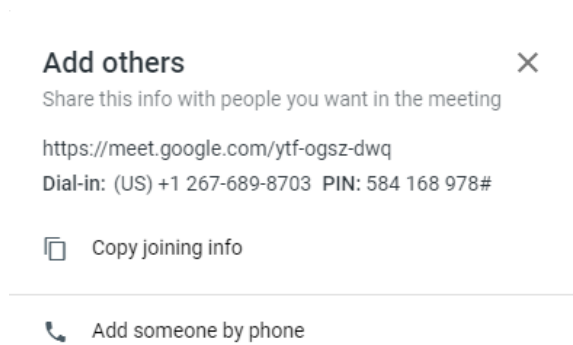 Add others
Share this info with people you want in the meeting
https://meet.google.com/ytf-ogsz-dwq
Dial-in: (US) +1 267-689-8703 PIN: 584 168 978#
Copy joining info
Add someone by phone